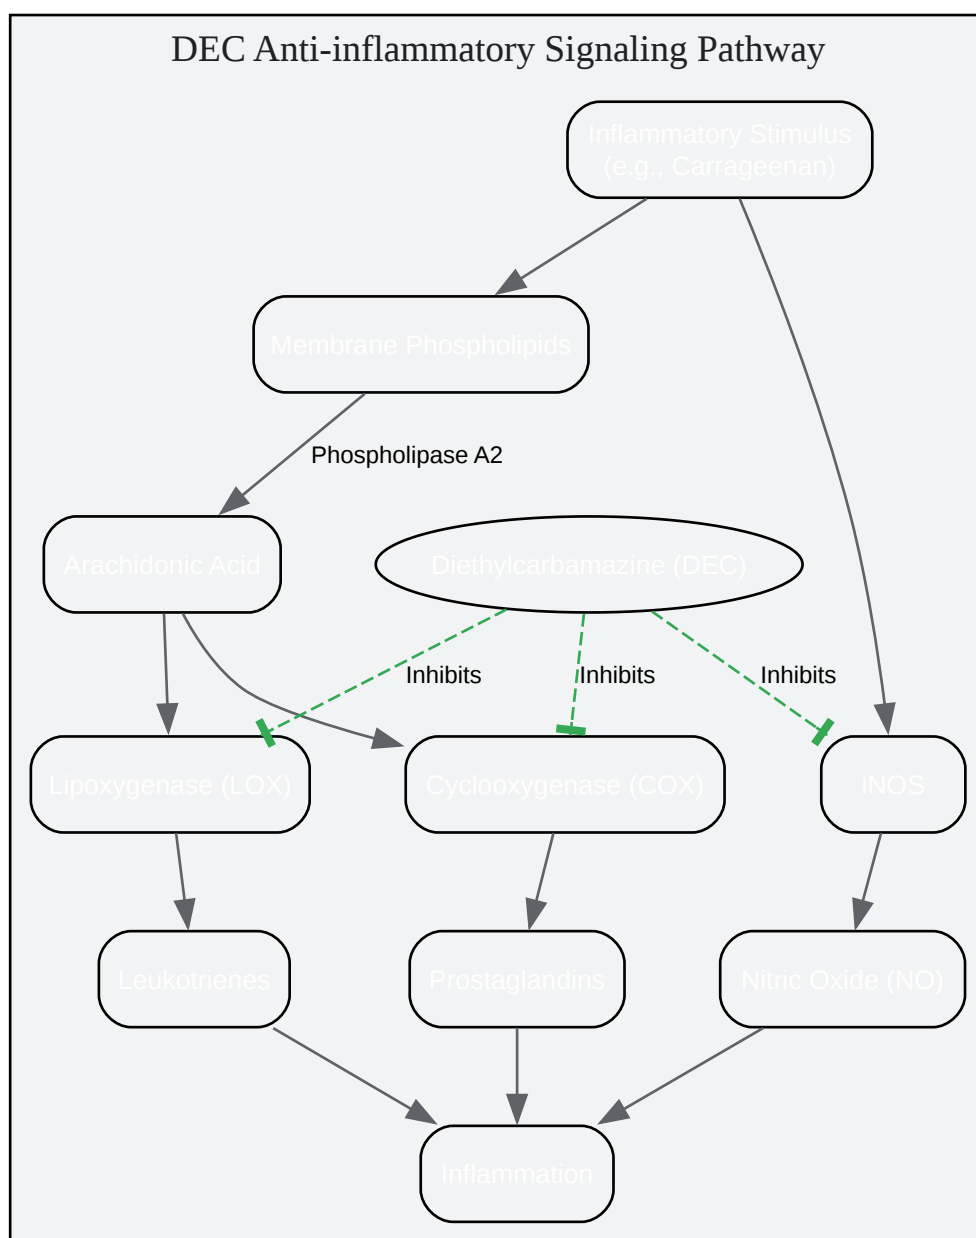 DEC Anti-inflammatory Signaling Pathway
Inflammatory Stimulus
(e.g., Carrageenan)
Membrane Phospholipids
Phospholipase A2
Arachidonic Acid
Diethylcarbamazine (DEC)
Inhibits
Inhibits
Inhibits
Lipoxygenase (LOX)
Cyclooxygenase (COX)
iNOS
Leukotrienes
Prostaglandins
Nitric Oxide (NO)
Inflammation